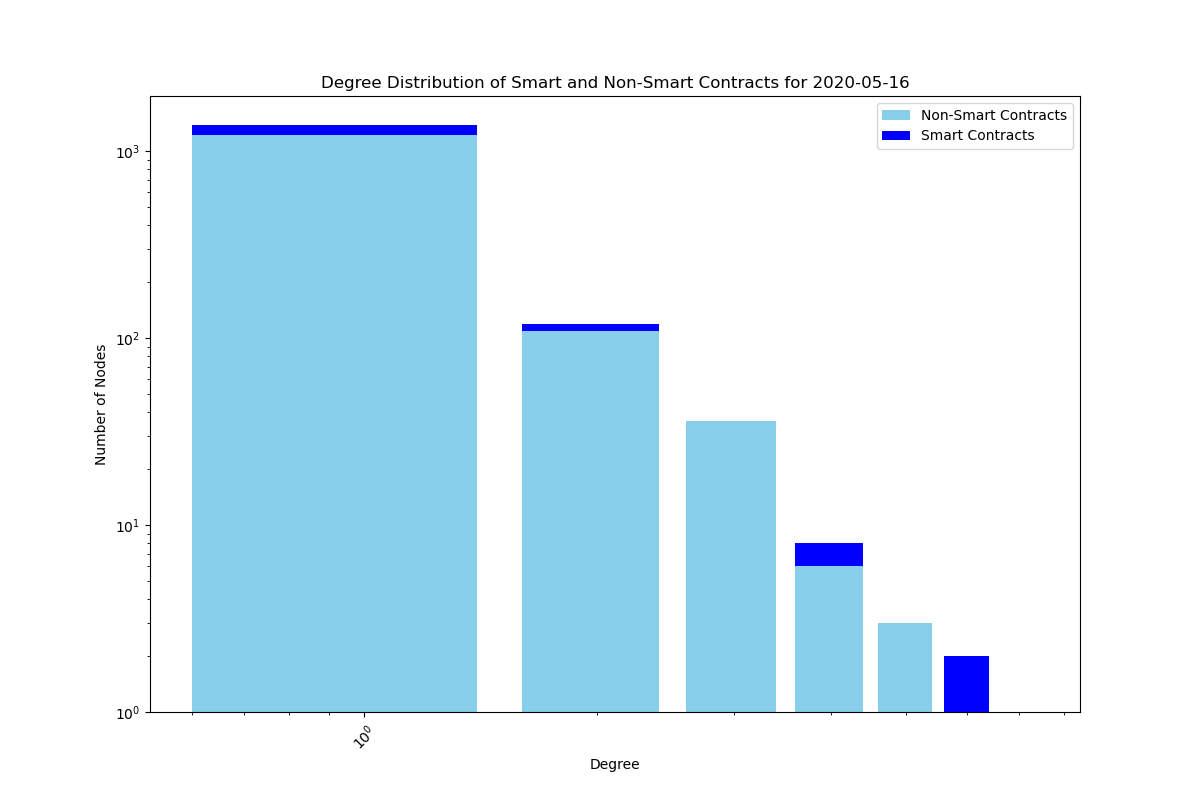 Degree Distribution of Smart and Non-Smart Contracts for 2020-05-16
Non-Smart Contracts
Smart Contracts
Number of Nodes
10³
10²
10¹
10⁰
10⁰
Degree